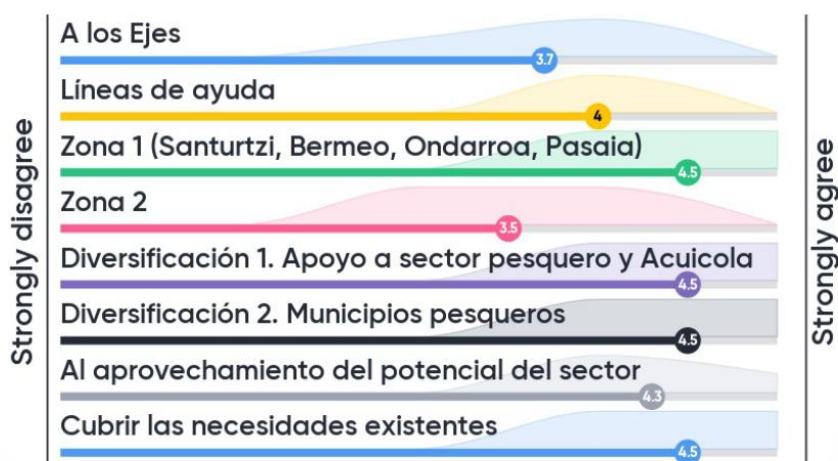 Strongly disagree
A los Ejes
3.7
Líneas de ayuda
4
Zona 1 (Santurtzi, Bermeo, Ondarroa, Pasaia)
4.5
Zona 2
3.5
Diversificación 1. Apoyo a sector pesquero y Acuicola
4.5
Diversificación 2. Municipios pesqueros
4.5
Al aprovechamiento del potencial del sector
4.3
Cubrir las necesidades existentes
4.5
Strongly agree